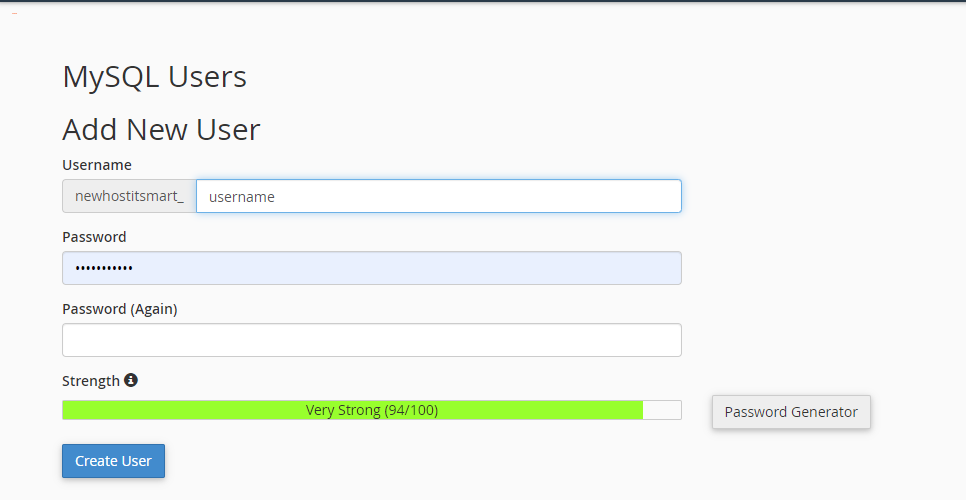 MySQL Users
Add New User
Username
newhostitsmart_ username
Password
•••••••••••
Password (Again)
Strength
Very Strong (94/100)
Password Generator
Create User